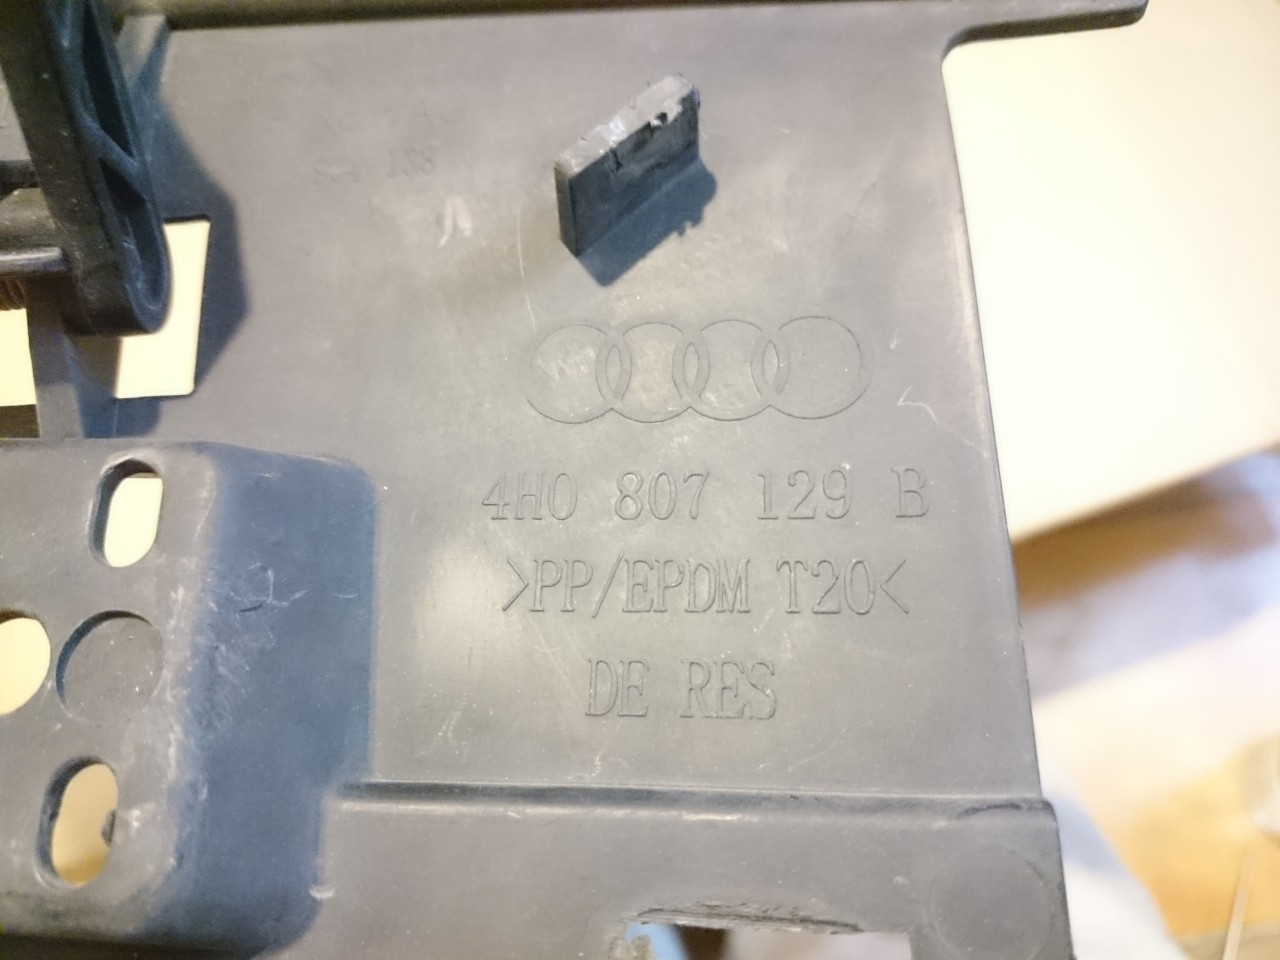 4H0 807 129 B
>PP/EPDM T20<
DE RES